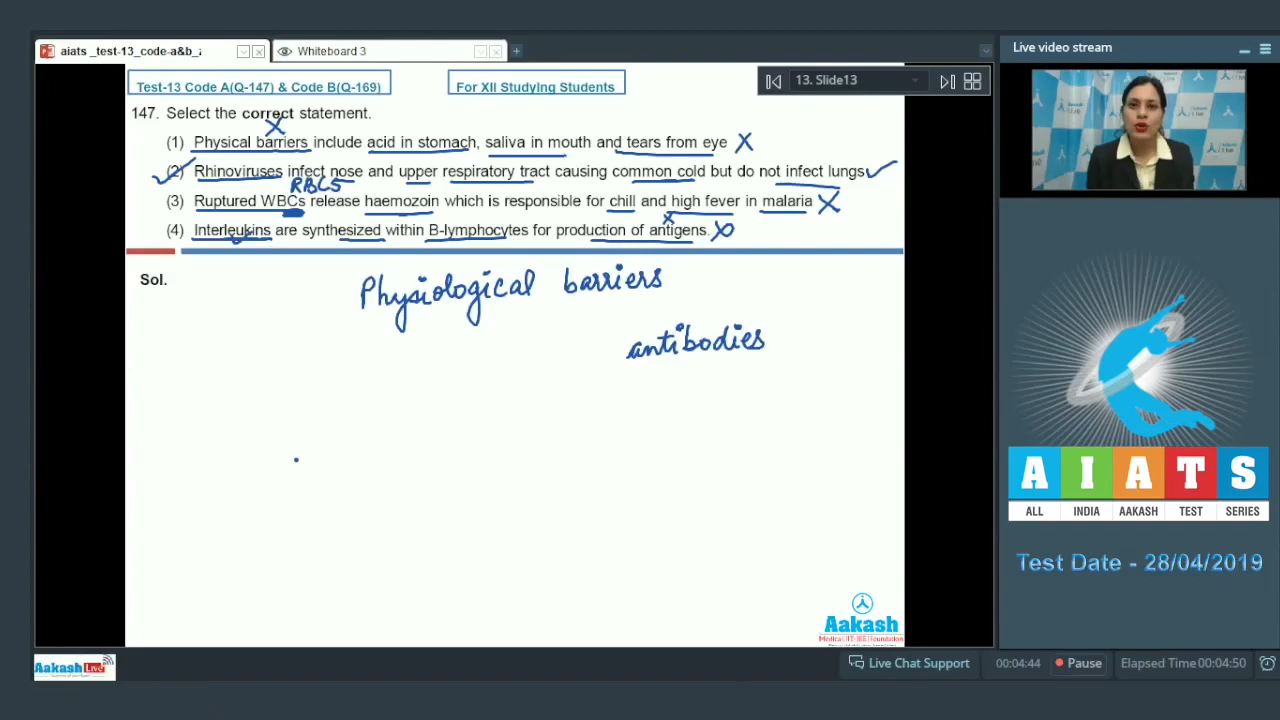 aiats _test-13_code-a&b_a
Whiteboard 3
Live video stream
Test-13 Code A(Q-147) & Code B(Q-169)
For XII Studying Students
13. Slide13
147. Select the correct statement.
(1) Physical barriers include acid in stomach, saliva in mouth and tears from eye
(2) Rhinoviruses infect nose and upper respiratory tract causing common cold but do not infect lungs
RBCs
(3) Ruptured WBCs release haemozoin which is responsible for chill and high fever in malaria
(4) Interleukins are synthesized within B-lymphocytes for production of antigens.
Sol.
Physiological barriers
antibodies
A I A T S
ALL INDIA AAKASH TEST SERIES
Test Date - 28/04/2019
Aakash
Medical|IIT-JEE|Foundations
Aakash Live
Live Chat Support
00:04:44
Pause
Elapsed Time 00:04:50